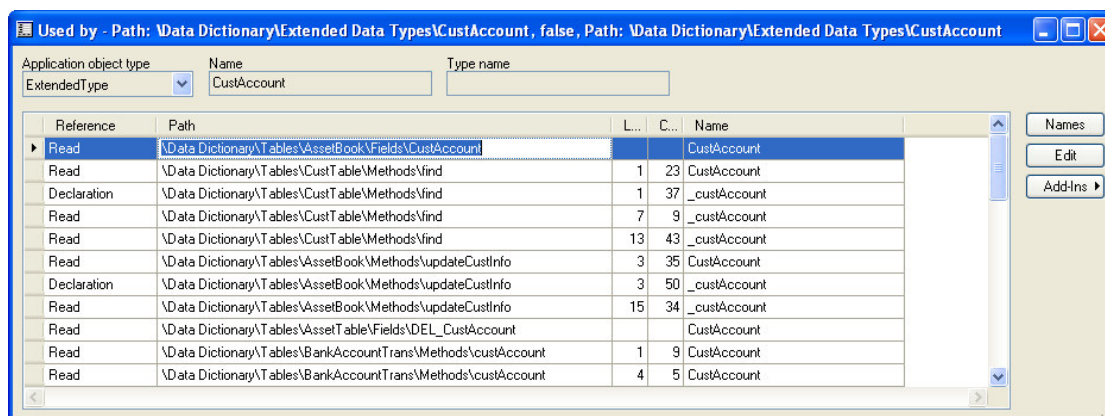 Used by - Path: \Data Dictionary\Extended Data Types\CustAccount, false, Path: \Data Dictionary\Extended Data Types\CustAccount
Application object type Name Type name
ExtendedType CustAccount
Reference Path L... C... Name
Read \Data Dictionary\Tables\AssetBook\Fields\CustAccount CustAccount
Read \Data Dictionary\Tables\CustTable\Methods\find 1 23 CustAccount
Declaration \Data Dictionary\Tables\CustTable\Methods\find 1 37 _custAccount
Read \Data Dictionary\Tables\CustTable\Methods\find 7 9 _custAccount
Read \Data Dictionary\Tables\CustTable\Methods\find 13 43 _custAccount
Read \Data Dictionary\Tables\AssetBook\Methods\updateCustInfo 3 35 CustAccount
Declaration \Data Dictionary\Tables\AssetBook\Methods\updateCustInfo 3 50 _custAccount
Read \Data Dictionary\Tables\AssetBook\Methods\updateCustInfo 15 34 _custAccount
Read \Data Dictionary\Tables\AssetTable\Fields\DEL_CustAccount CustAccount
Read \Data Dictionary\Tables\BankAccountTrans\Methods\custAccount 1 9 CustAccount
Read \Data Dictionary\Tables\BankAccountTrans\Methods\custAccount 4 5 CustAccount
Names
Edit
Add-Ins